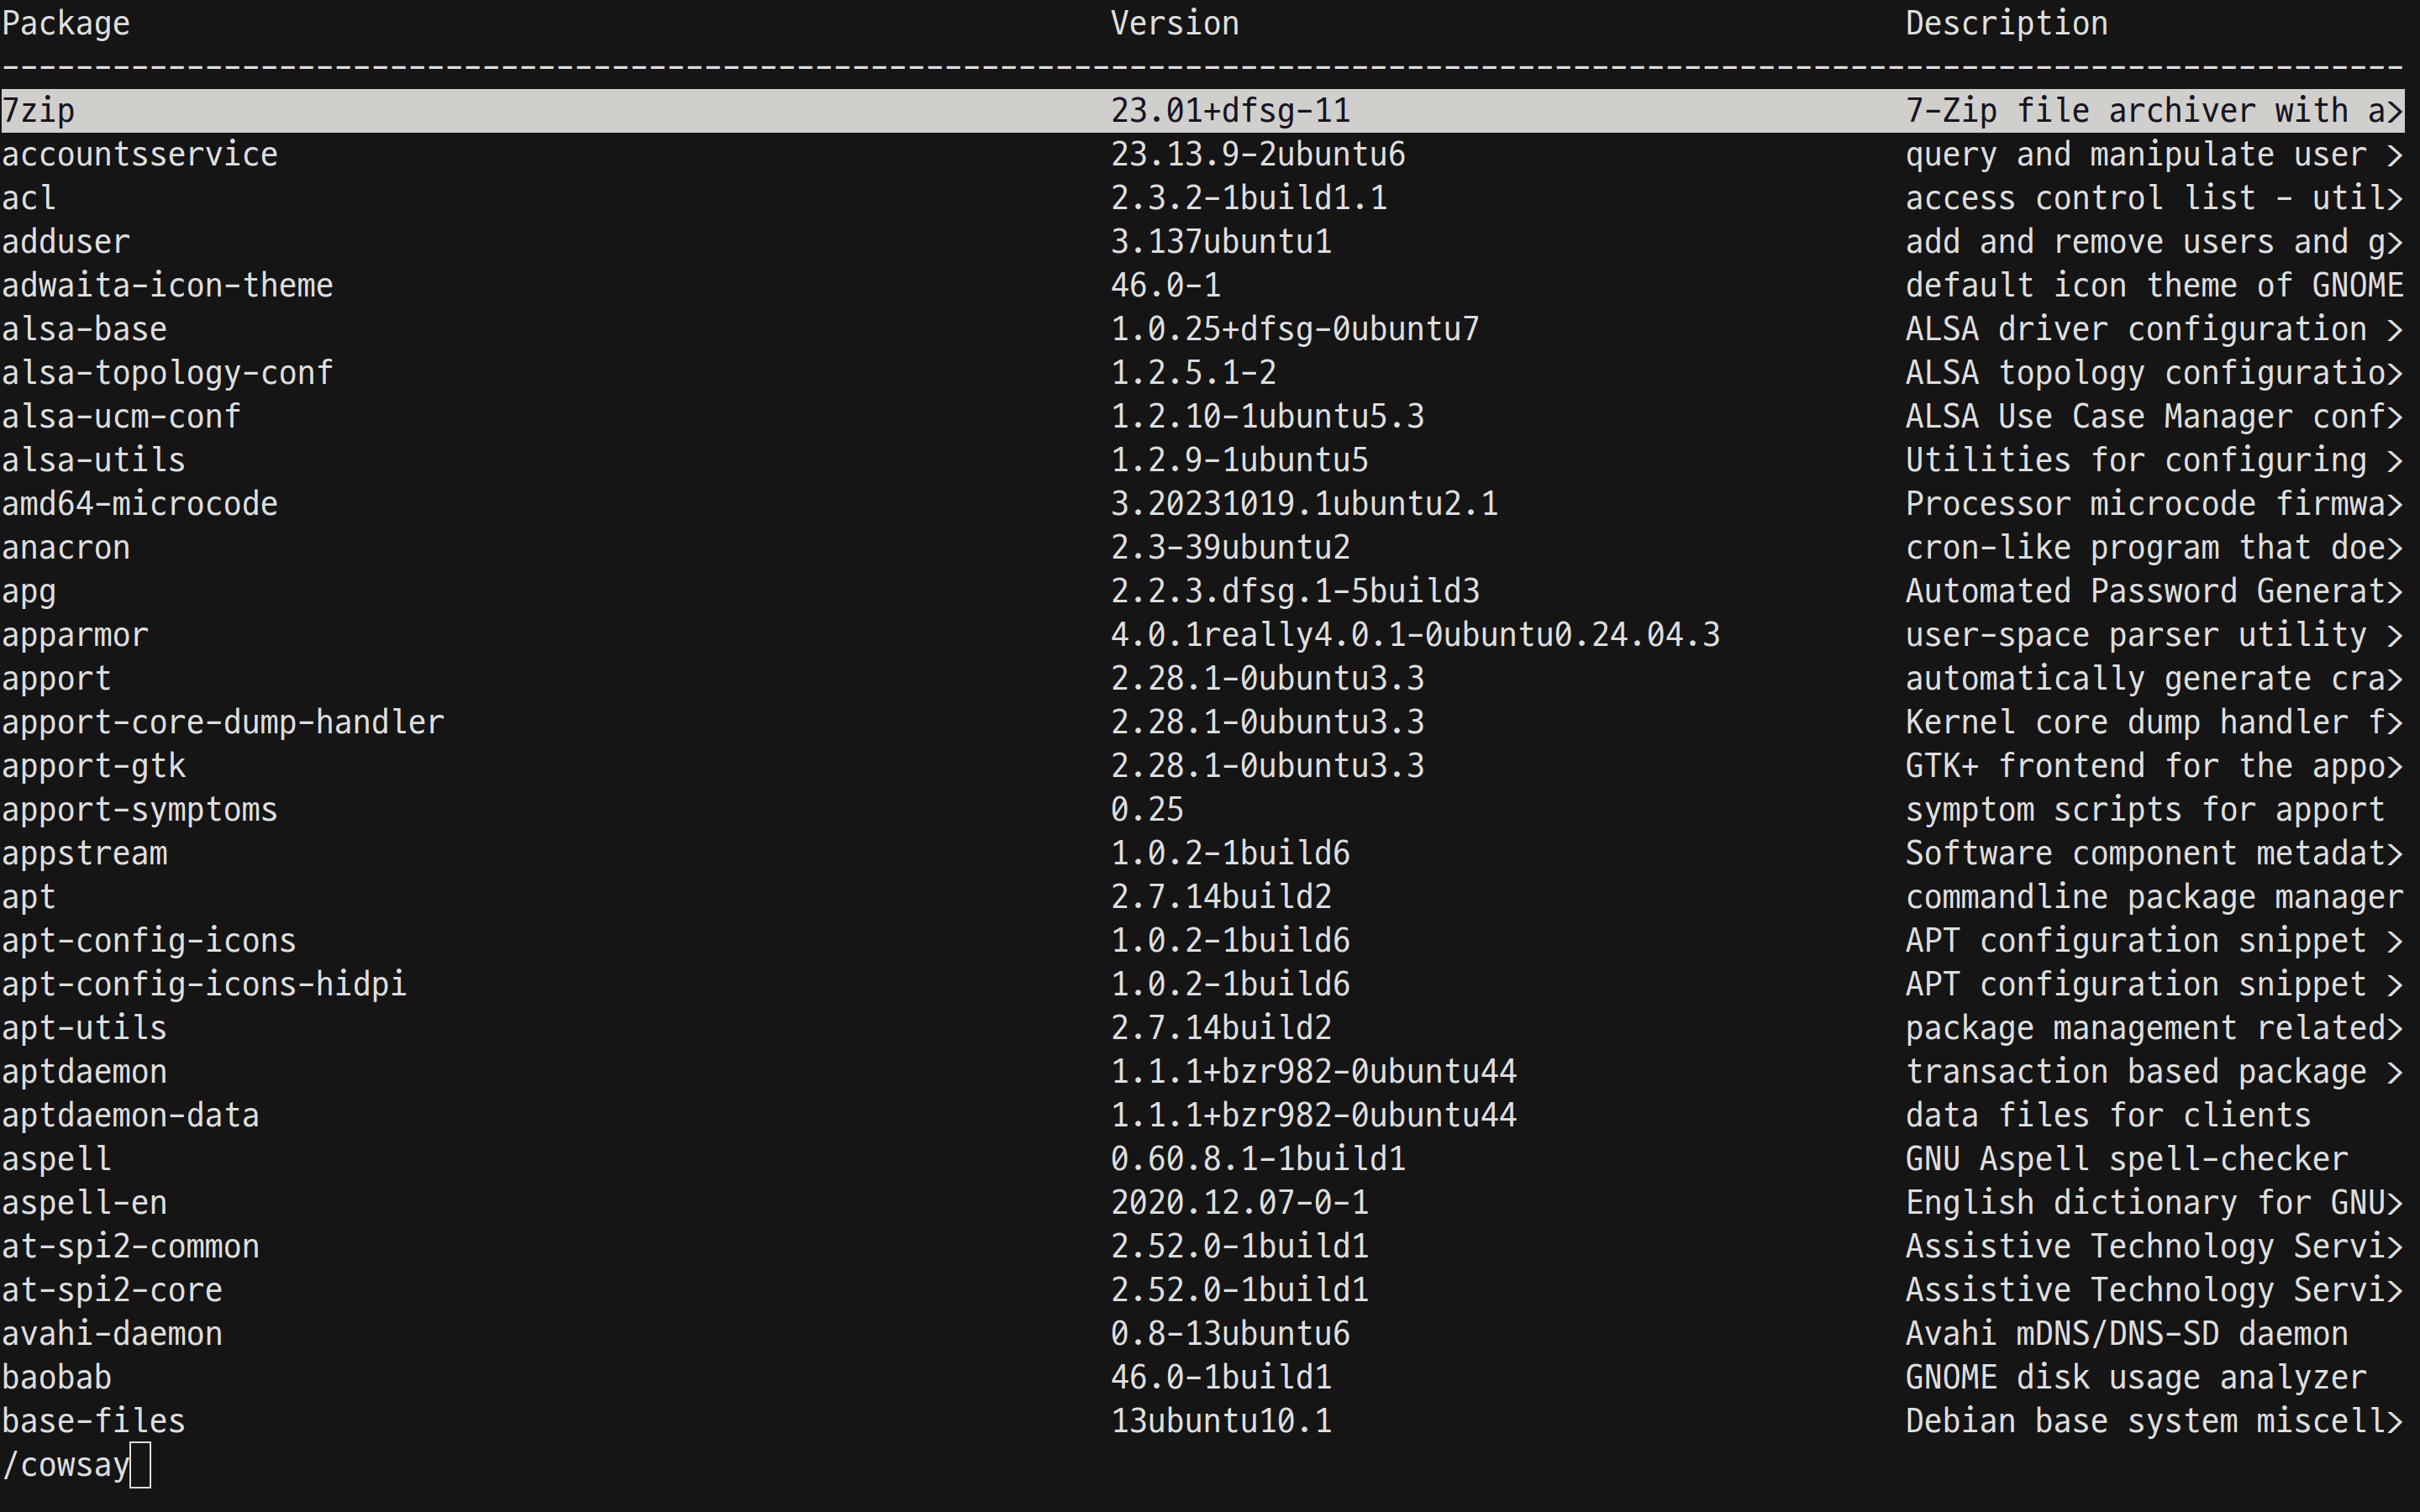 Package Version Description
----------------------------------------------------------------------------------------------------------------------------------
7zip 23.01+dfsg-11 7-Zip file archiver with a>
accountsservice 23.13.9-2ubuntu6 query and manipulate user >
acl 2.3.2-1build1.1 access control list - util>
adduser 3.137ubuntu1 add and remove users and g>
adwaita-icon-theme 46.0-1 default icon theme of GNOME
alsa-base 1.0.25+dfsg-0ubuntu7 ALSA driver configuration >
alsa-topology-conf 1.2.5.1-2 ALSA topology configuratio>
alsa-ucm-conf 1.2.10-1ubuntu5.3 ALSA Use Case Manager conf>
alsa-utils 1.2.9-1ubuntu5 Utilities for configuring >
amd64-microcode 3.20231019.1ubuntu2.1 Processor microcode firmwa>
anacron 2.3-39ubuntu2 cron-like program that doe>
apg 2.2.3.dfsg.1-5build3 Automated Password Generat>
apparmor 4.0.1really4.0.1-0ubuntu0.24.04.3 user-space parser utility >
apport 2.28.1-0ubuntu3.3 automatically generate cra>
apport-core-dump-handler 2.28.1-0ubuntu3.3 Kernel core dump handler f>
apport-gtk 2.28.1-0ubuntu3.3 GTK+ frontend for the appo>
apport-symptoms 0.25 symptom scripts for apport
appstream 1.0.2-1build6 Software component metadat>
apt 2.7.14build2 commandline package manager
apt-config-icons 1.0.2-1build6 APT configuration snippet >
apt-config-icons-hidpi 1.0.2-1build6 APT configuration snippet >
apt-utils 2.7.14build2 package management related>
aptdaemon 1.1.1+bzr982-0ubuntu44 transaction based package >
aptdaemon-data 1.1.1+bzr982-0ubuntu44 data files for clients
aspell 0.60.8.1-1build1 GNU Aspell spell-checker
aspell-en 2020.12.07-0-1 English dictionary for GNU>
at-spi2-common 2.52.0-1build1 Assistive Technology Servi>
at-spi2-core 2.52.0-1build1 Assistive Technology Servi>
avahi-daemon 0.8-13ubuntu6 Avahi mDNS/DNS-SD daemon
baobab 46.0-1build1 GNOME disk usage analyzer
base-files 13ubuntu10.1 Debian base system miscell>
/cowsay